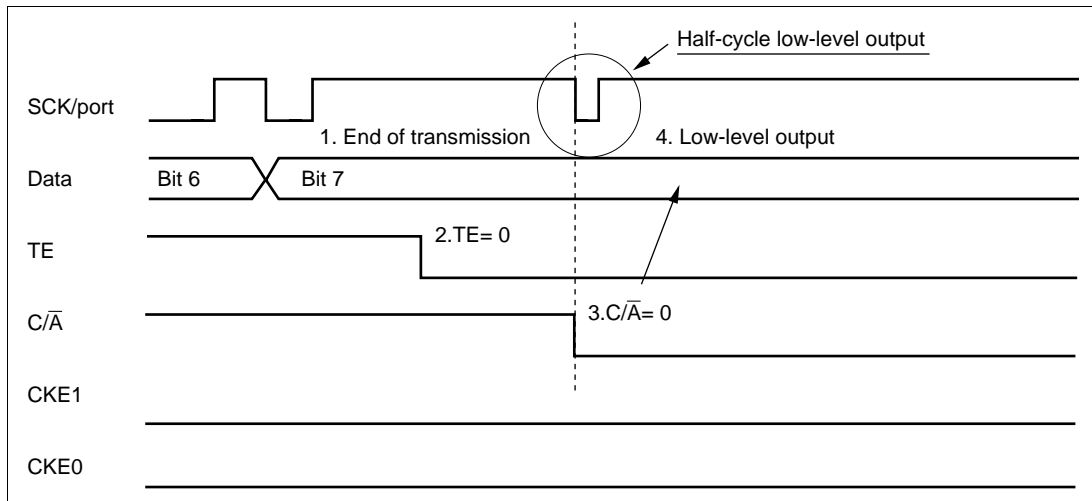 Half-cycle low-level output
SCK/port
1. End of transmission
4. Low-level output
Data
Bit 6
Bit 7
TE
2.TE= 0
C/A̅
3.C/A̅= 0
CKE1
CKE0